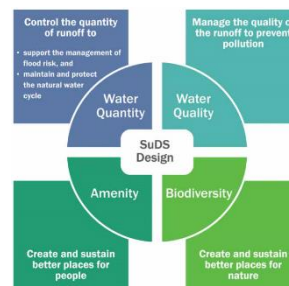 Control the quantity
of runoff to
• support the management of
flood risk, and
• maintain and protect
the natural water
cycle
Manage the quality
the runoff to prevent
pollution
Water
Quantity
Water
Quality
SuDS
Design
Amenity
Biodiversity
Create and sustain
better places for
people
Create and sustain
better places for
nature